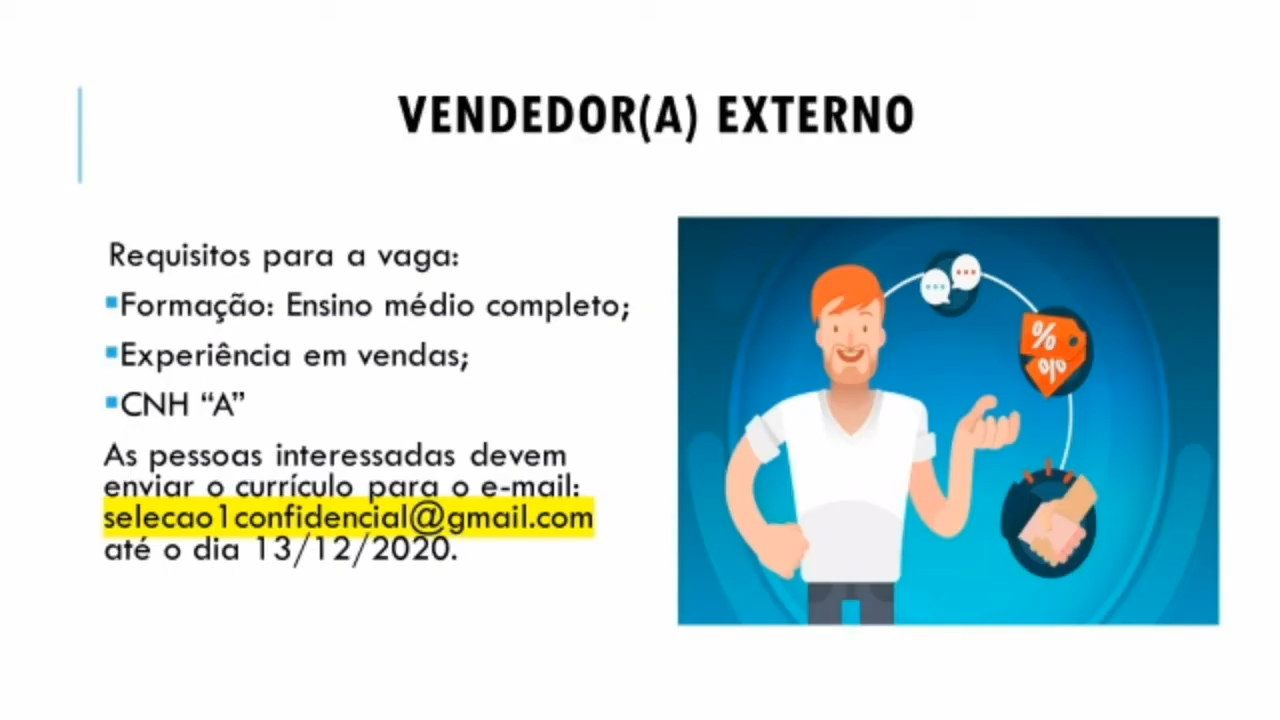 VENDEDOR(A) EXTERNO
Requisitos para a vaga:
▪Formação: Ensino médio completo;
▪Experiência em vendas;
▪CNH “A”
As pessoas interessadas devem
enviar o currículo para o e-mail:
selecao1confidencial@gmail.com
até o dia 13/12/2020.
%
%